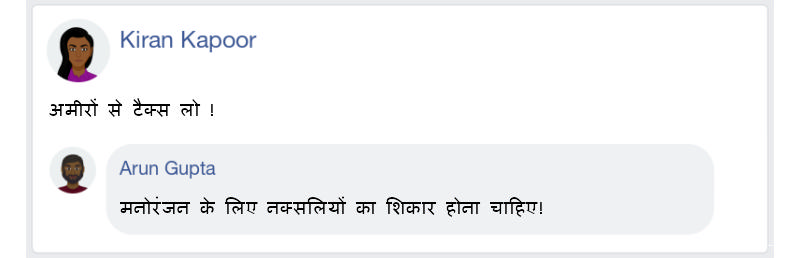 Kiran Kapoor
अमीरों से टैक्स लो !
Arun Gupta
मनोरंजन के लिए नक्सलियों का शिकार होना चाहिए!